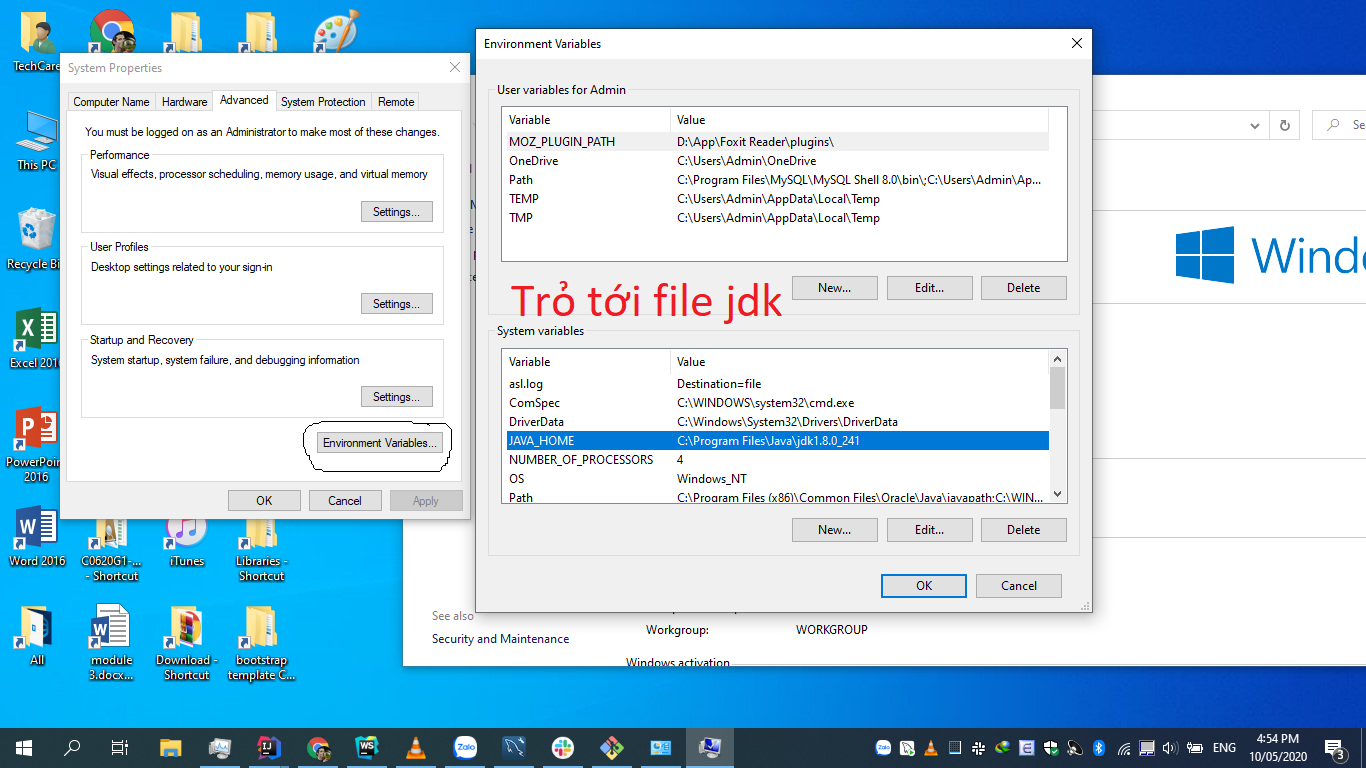 TechCare
This PC
Recycle Bi
Excel 201
PowerPoin
2016
Word 2016
C0620G1-...
- Shortcut
iTunes
Libraries -
Shortcut
All
module
3.docx...
Download -
Shortcut
bootstrap
template C...
System Properties
Computer Name
Hardware
Advanced
System Protection
Remote
You must be logged on as an Administrator to make most of these changes.
Performance
Visual effects, processor scheduling, memory usage, and virtual memory
Settings...
User Profiles
Desktop settings related to your sign-in
Settings...
Startup and Recovery
System startup, system failure, and debugging information
Settings...
Environment Variables...
OK
Cancel
Apply
Environment Variables
User variables for Admin
Variable Value
MOZ_PLUGIN_PATH D:\App\Foxit Reader\plugins\
OneDrive C:\Users\Admin\OneDrive
Path C:\Program Files\MySQL\MySQL Shell 8.0\bin\;C:\Users\Admin\Ap...
TEMP C:\Users\Admin\AppData\Local\Temp
TMP C:\Users\Admin\AppData\Local\Temp
New... Edit... Delete
Trỏ tới file jdk
System variables
Variable Value
asl.log Destination=file
ComSpec C:\WINDOWS\system32\cmd.exe
DriverData C:\Windows\System32\Drivers\DriverData
JAVA_HOME C:\Program Files\Java\jdk1.8.0_241
NUMBER_OF_PROCESSORS 4
OS Windows_NT
Path C:\Program Files (x86)\Common Files\Oracle\Java\javapath;C:\WIN...
New... Edit... Delete
OK Cancel
Se
Windo
See also
Security and Maintenance
Workgroup: WORKGROUP
Windows activation
ENG
4:54 PM
10/05/2020
3